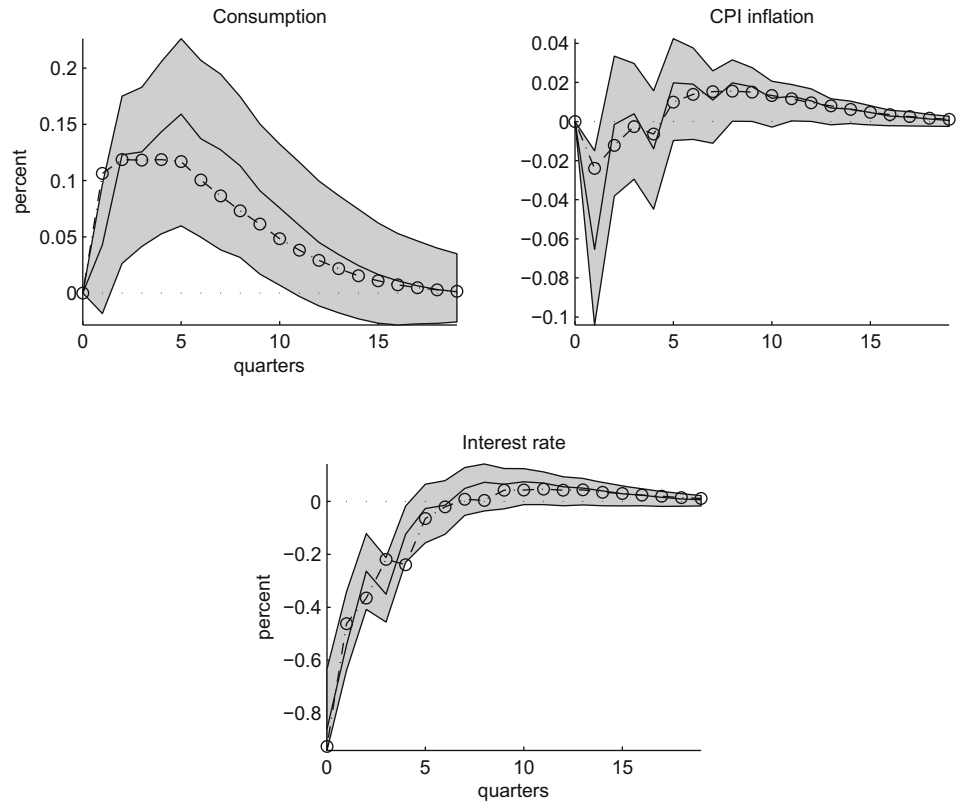 Consumption
percent
0.2
0.15
0.1
0.05
0
0 5 10 15
quarters
CPI inflation
0.04
0.02
0
−0.02
−0.04
−0.06
−0.08
−0.1
0 5 10 15
Interest rate
percent
0
−0.2
−0.4
−0.6
−0.8
0 5 10 15
quarters